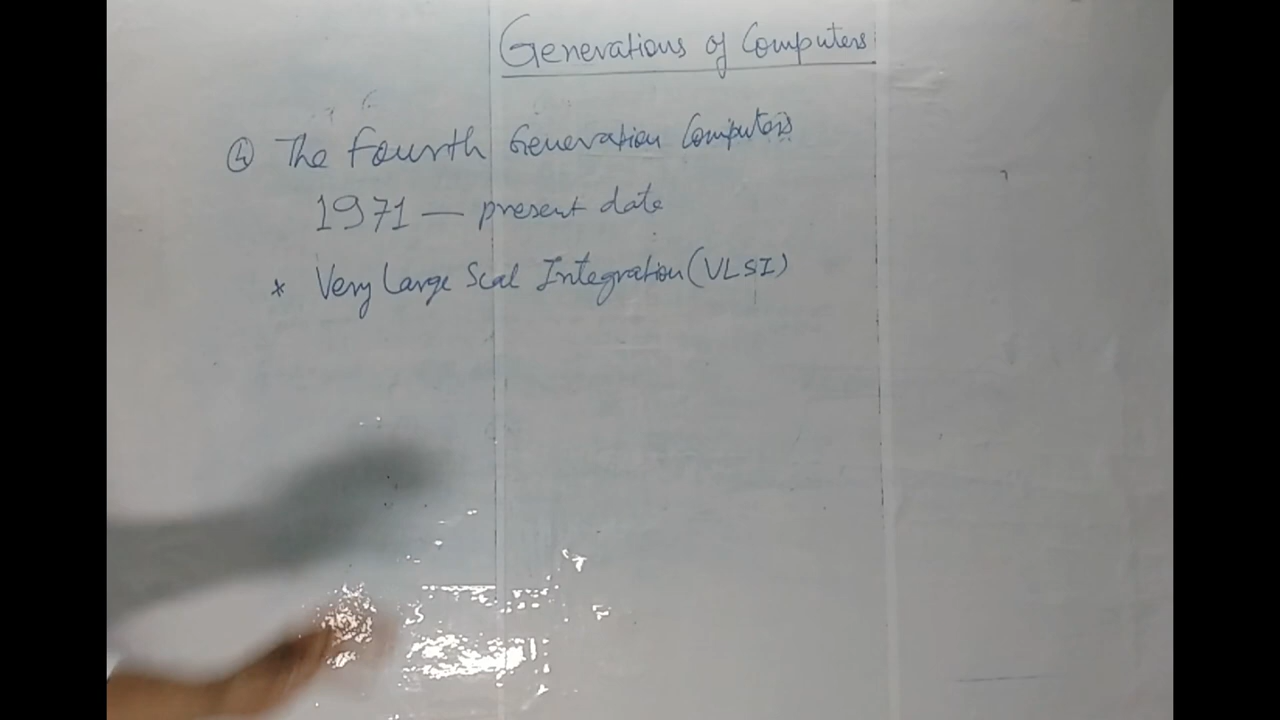 Generations of Computers
④ The Fourth Generation Computers
1971 — present date
* Very Large Scal Integration (VLSI)